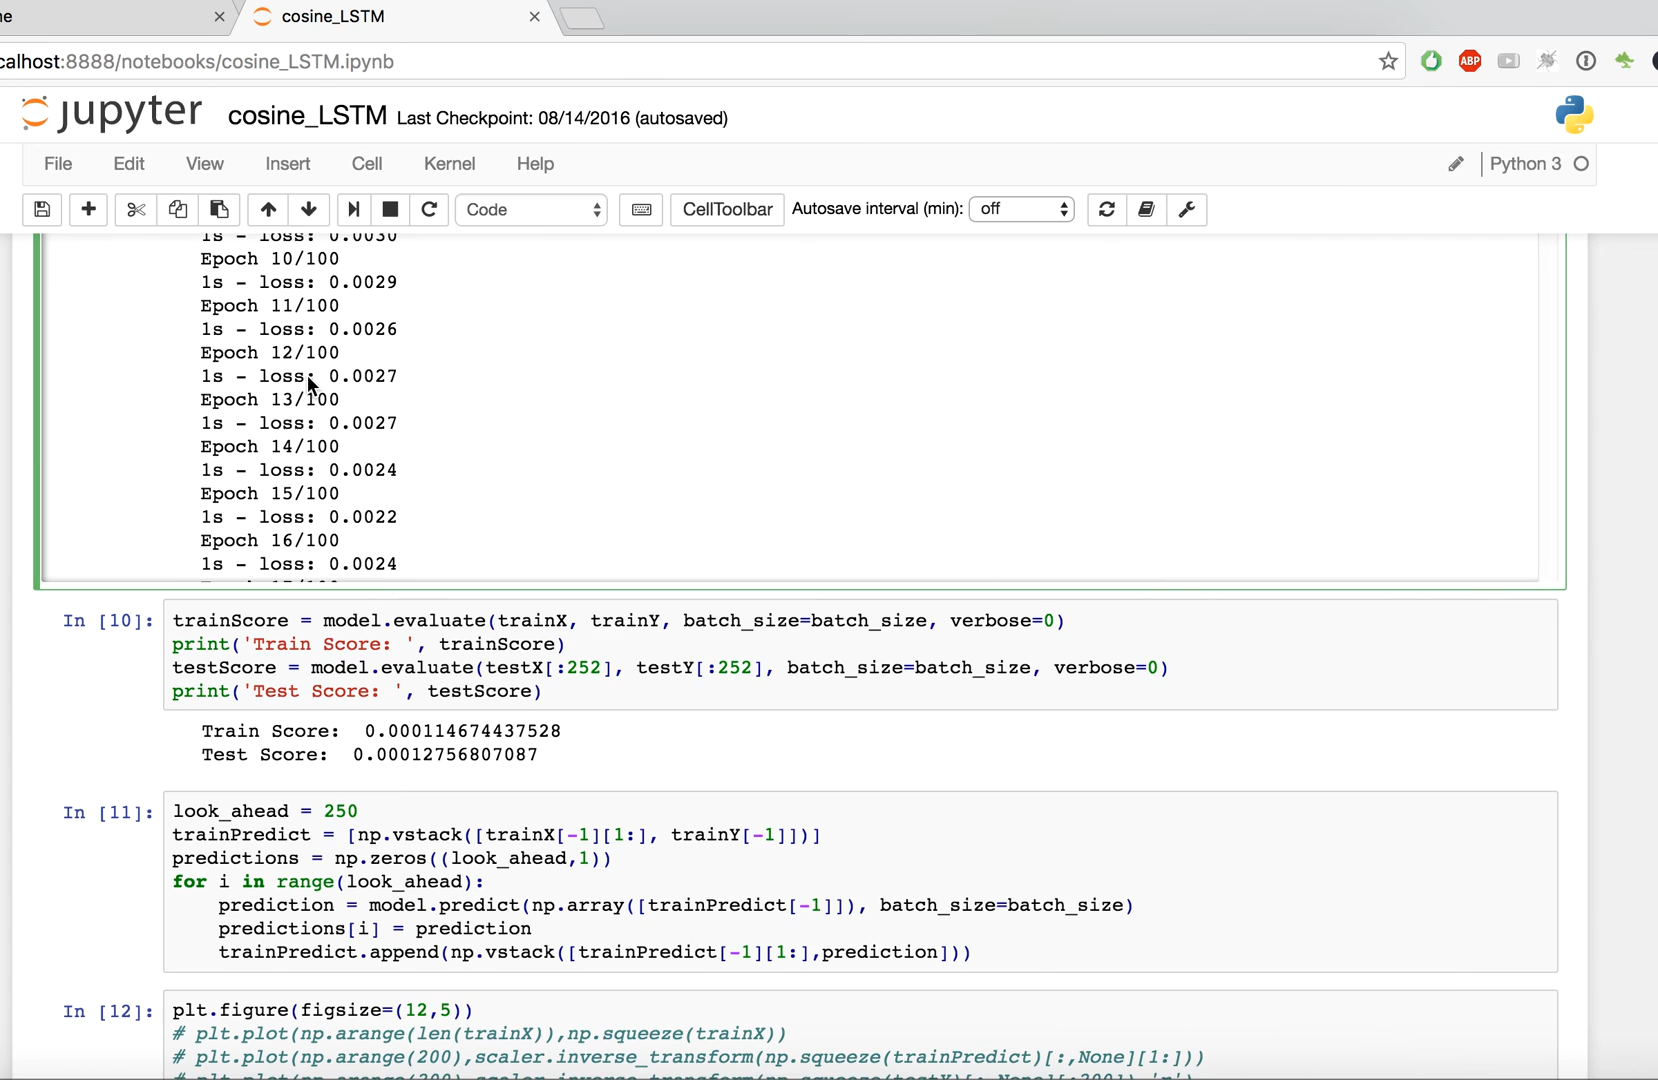 ne
cosine_LSTM
calhost:8888/notebooks/cosine_LSTM.ipynb
ABP
jupyter cosine_LSTM Last Checkpoint: 08/14/2016 (autosaved)
File Edit View Insert Cell Kernel Help Python 3
Code CellToolbar Autosave interval (min): off
1s - loss: 0.0030
Epoch 10/100
1s - loss: 0.0029
Epoch 11/100
1s - loss: 0.0026
Epoch 12/100
1s - loss: 0.0027
Epoch 13/100
1s - loss: 0.0027
Epoch 14/100
1s - loss: 0.0024
Epoch 15/100
1s - loss: 0.0022
Epoch 16/100
1s - loss: 0.0024
In [10]: trainScore = model.evaluate(trainX, trainY, batch_size=batch_size, verbose=0)
print('Train Score: ', trainScore)
testScore = model.evaluate(testX[:252], testY[:252], batch_size=batch_size, verbose=0)
print('Test Score: ', testScore)
Train Score:  0.000114674437528
Test Score:  0.00012756807087
In [11]: look_ahead = 250
trainPredict = [np.vstack([trainX[-1][1:], trainY[-1]])]
predictions = np.zeros((look_ahead,1))
for i in range(look_ahead):
    prediction = model.predict(np.array([trainPredict[-1]]), batch_size=batch_size)
    predictions[i] = prediction
    trainPredict.append(np.vstack([trainPredict[-1][1:],prediction]))
In [12]: plt.figure(figsize=(12,5))
# plt.plot(np.arange(len(trainX)),np.squeeze(trainX))
# plt.plot(np.arange(200),scaler.inverse_transform(np.squeeze(trainPredict)[:,None][1:]))